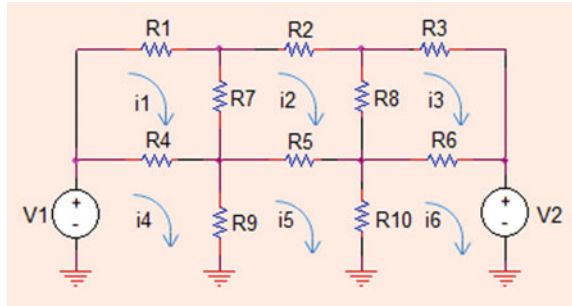 R1 R2 R3
i1 R7 i2 R8 i3
R4 R5 R6
V1 + - i4 R9 i5 R10 i6 + - V2